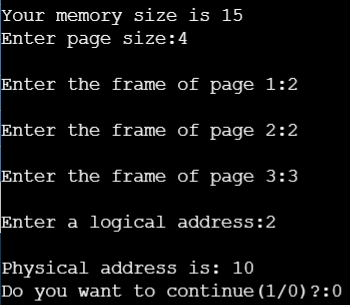 Your memory size is 15
Enter page size:4
Enter the frame of page 1:2
Enter the frame of page 2:2
Enter the frame of page 3:3
Enter a logical address:2
Physical address is: 10
Do you want to continue(1/0)?:0